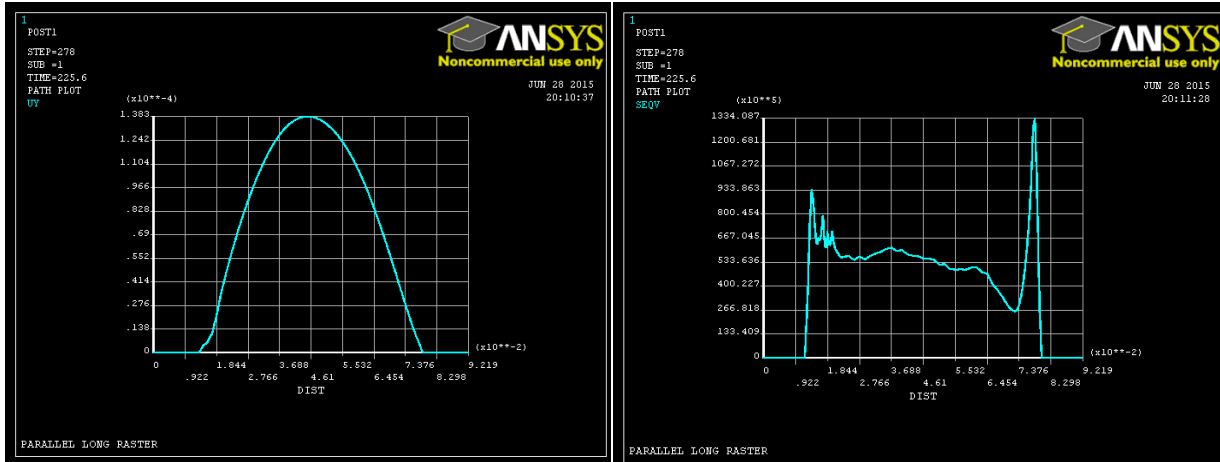 1
POST1
STEP=278
SUB =1
TIME=225.6
PATH PLOT
UY
ANSYS
Noncommercial use only
JUN 28 2015
20:10:37
(x10**-4)
1.383
1.242
1.104
.966
.828
.69
.552
.414
.276
.138
0
(x10**-2)
0 1.844 3.688 5.532 7.376 9.219
.922 2.766 4.61 6.454 8.298
DIST
PARALLEL LONG RASTER
1
POST1
STEP=278
SUB =1
TIME=225.6
PATH PLOT
SEQV
ANSYS
Noncommercial use only
JUN 28 2015
20:11:28
(x10**5)
1334.087
1200.681
1067.272
933.863
800.454
667.045
533.636
400.227
266.818
133.409
0
(x10**-2)
0 1.844 3.688 5.532 7.376 9.219
.922 2.766 4.61 6.454 8.298
DIST
PARALLEL LONG RASTER